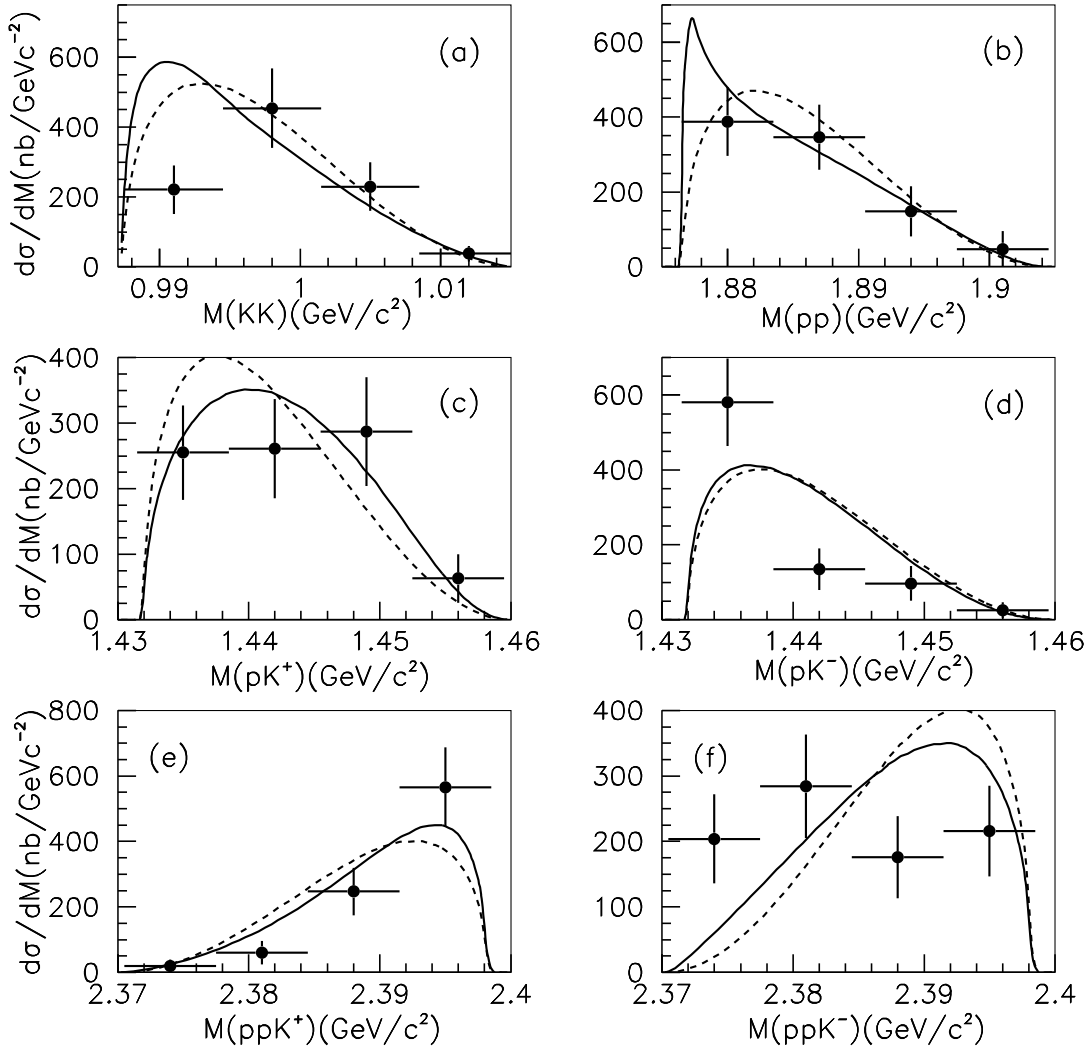 dσ/dM(nb/GeVc⁻²)
600
400
200
0
(a)
0.99 1 1.01
M(KK)(GeV/c²)
600
400
200
0
(b)
1.88 1.89 1.9
M(pp)(GeV/c²)
dσ/dM(nb/GeVc⁻²)
400
300
200
100
0
(c)
1.43 1.44 1.45 1.46
M(pK⁺)(GeV/c²)
600
400
200
0
(d)
1.43 1.44 1.45 1.46
M(pK⁻)(GeV/c²)
dσ/dM(nb/GeVc⁻²)
800
600
400
200
0
(e)
2.37 2.38 2.39 2.4
M(ppK⁺)(GeV/c²)
400
300
200
100
0
(f)
2.37 2.38 2.39 2.4
M(ppK⁻)(GeV/c²)